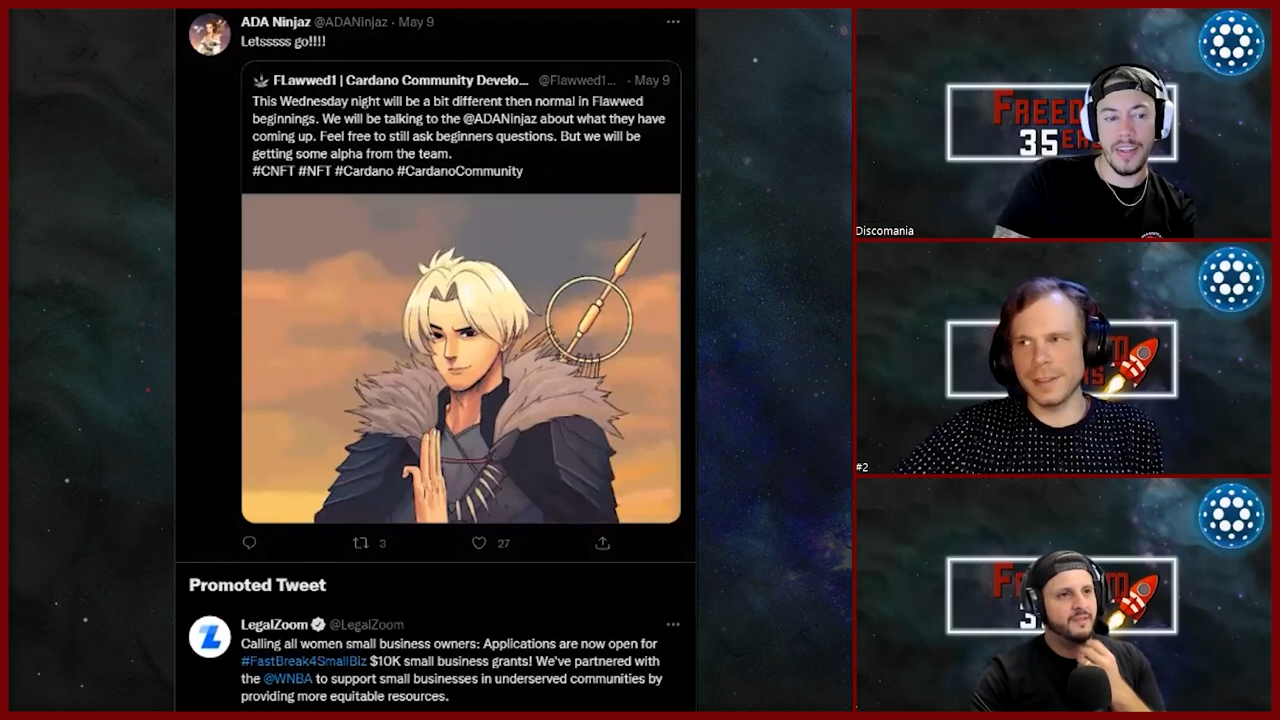 ADA Ninjaz @ADANinjaz · May 9
Letsssss go!!!!
FLawwed1 | Cardano Community Develo... @Flawwed1... · May 9
This Wednesday night will be a bit different then normal in Flawwed
beginnings. We will be talking to the @ADANinjaz about what they have
coming up. Feel free to still ask beginners questions. But we will be
getting some alpha from the team.
#CNFT #NFT #Cardano #CardanoCommunity
3
27
Promoted Tweet
LegalZoom @LegalZoom
Calling all women small business owners: Applications are now open for
#FastBreak4SmallBiz $10K small business grants! We've partnered with
the @WNBA to support small businesses in underserved communities by
providing more equitable resources.
35
Discomania
#2